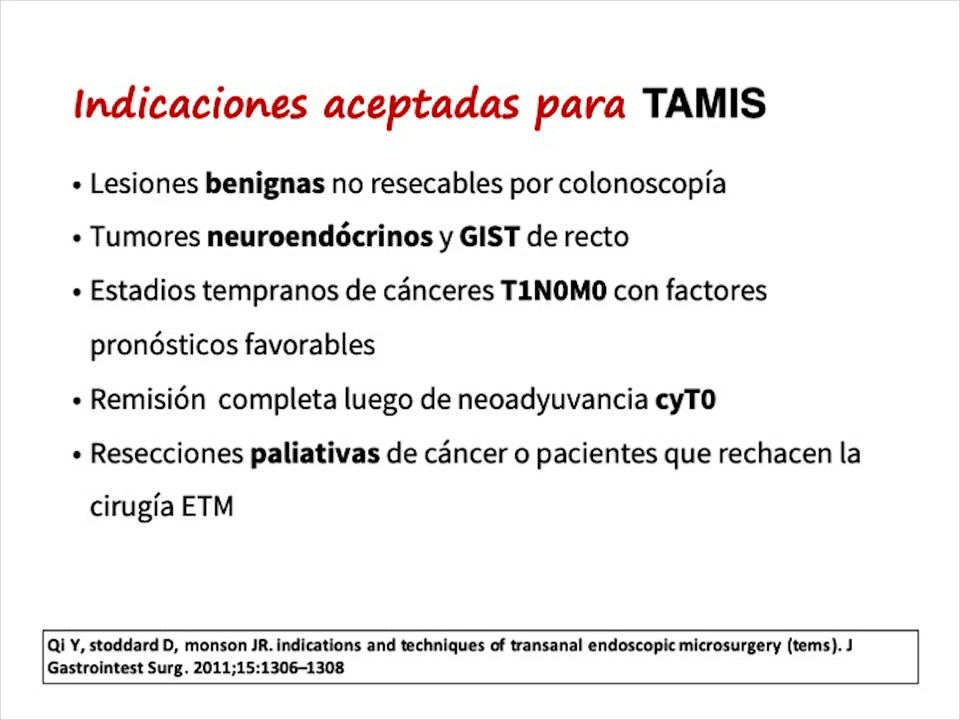 Indicaciones aceptadas para TAMIS
• Lesiones benignas no resecables por colonoscopía
• Tumores neuroendócrinos y GIST de recto
• Estadios tempranos de cánceres T1N0M0 con factores
pronósticos favorables
• Remisión completa luego de neoadyuvancia cyT0
• Resecciones paliativas de cáncer o pacientes que rechacen la
cirugía ETM
Qi Y, stoddard D, monson JR. indications and techniques of transanal endoscopic microsurgery (tems). J
Gastrointest Surg. 2011;15:1306–1308